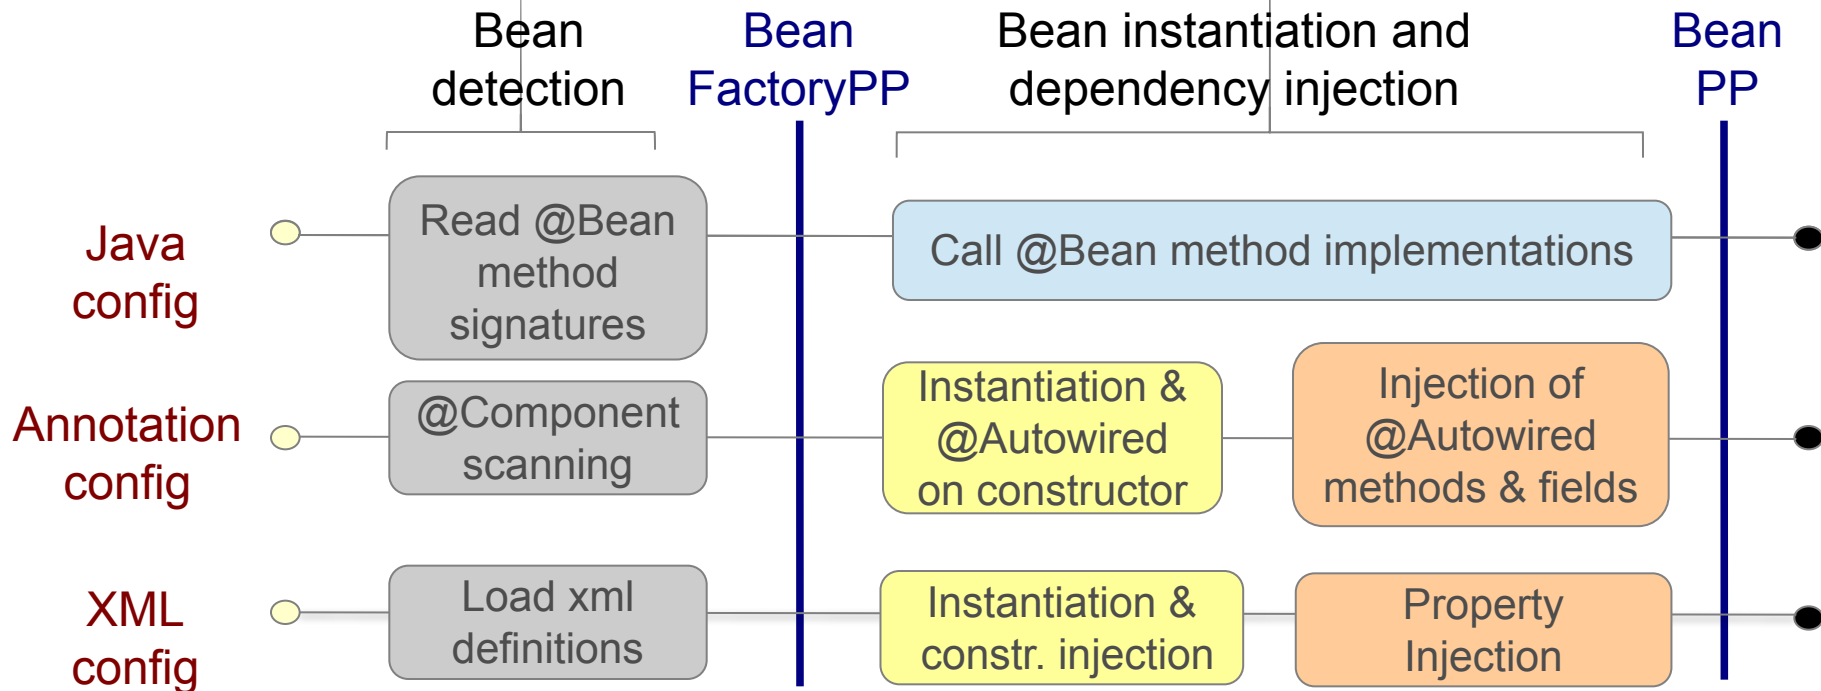 Bean
detection
Bean
FactoryPP
Bean instantiation and
dependency injection
Bean
PP
Java
config
Read @Bean
method
signatures
Call @Bean method implementations
Annotation
config
@Component
scanning
Instantiation &
@Autowired
on constructor
Injection of
@Autowired
methods & fields
XML
config
Load xml
definitions
Instantiation &
constr. injection
Property
Injection